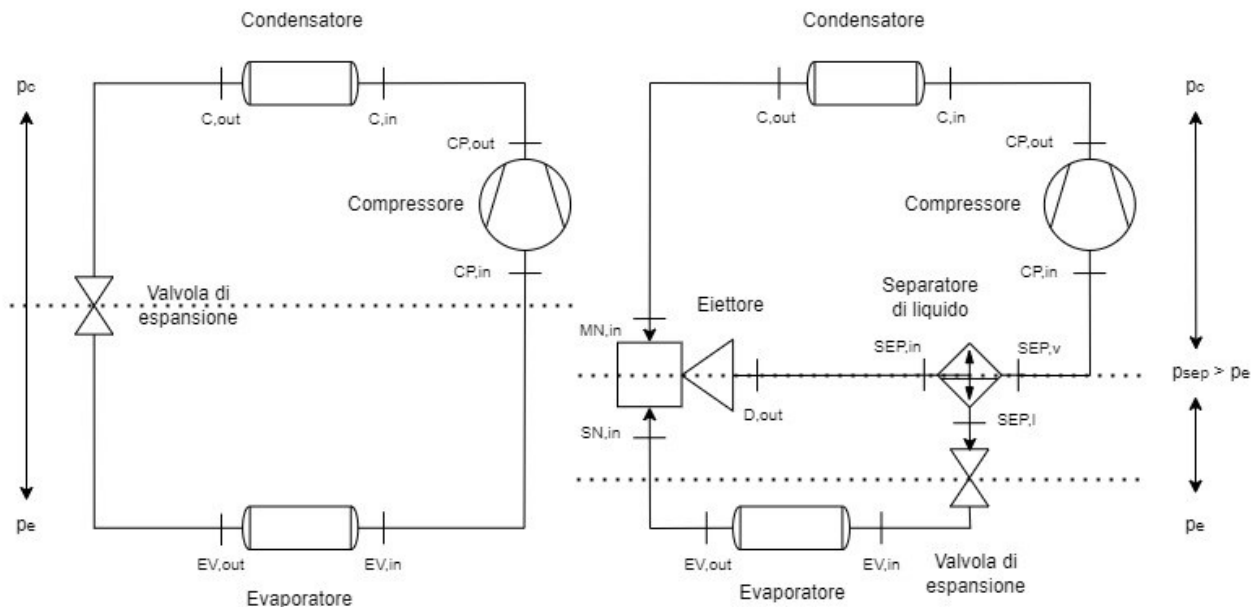 Condensatore
pc
C,out
C,in
CP,out
Compressore
CP,in
Valvola di
espansione
pe
EV,out
EV,in
Evaporatore
Condensatore
pc
C,out
C,in
CP,out
Compressore
CP,in
Separatore
di liquido
Eiettore
MN,in
SEP,in
SEP,v
psep > pe
D,out
SN,in
SEP,l
pe
EV,out
EV,in
Evaporatore
Valvola di
espansione